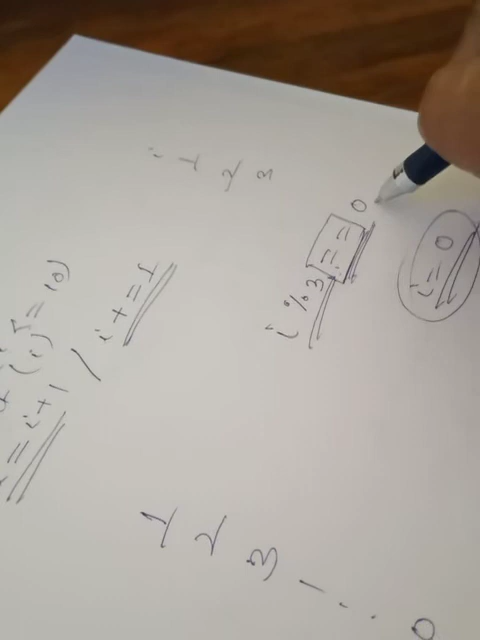 i 1 2 3
i = 0
i % 3 == 0
<= 10)
(i)
= i+1 / i += 1
1 2 3 - . . . 0